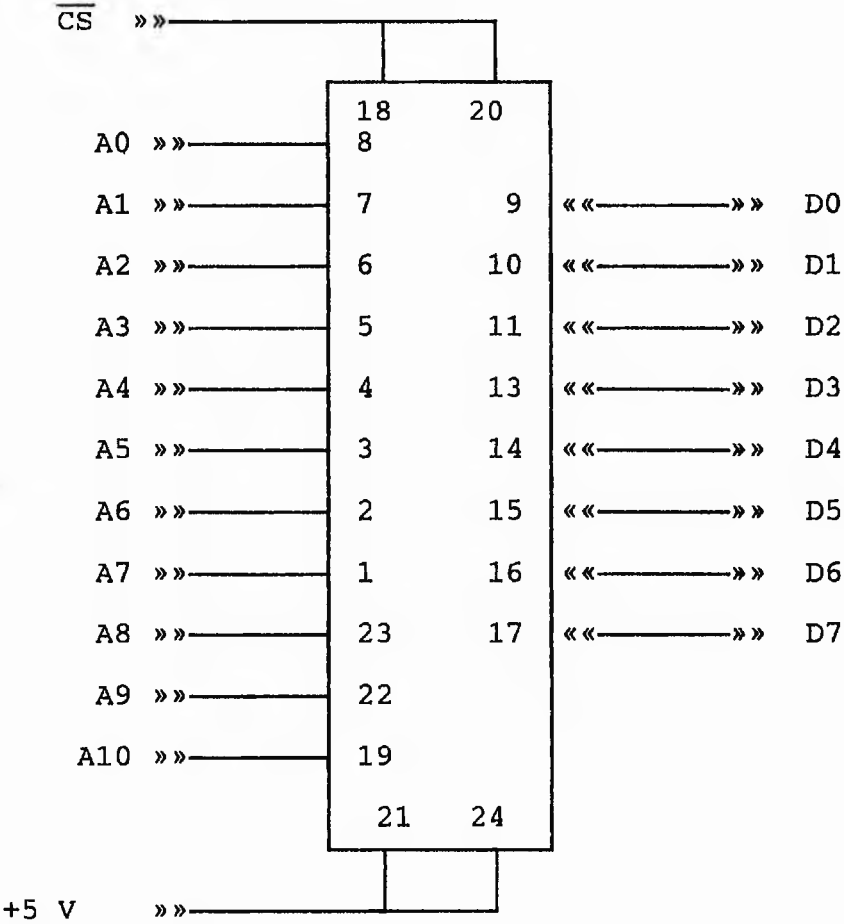 CS »»
18 20
A0 »» 8
A1 »» 7 9 «« »» D0
A2 »» 6 10 «« »» D1
A3 »» 5 11 «« »» D2
A4 »» 4 13 «« »» D3
A5 »» 3 14 «« »» D4
A6 »» 2 15 «« »» D5
A7 »» 1 16 «« »» D6
A8 »» 23 17 «« »» D7
A9 »» 22
A10 »» 19
21 24
+5 V »»